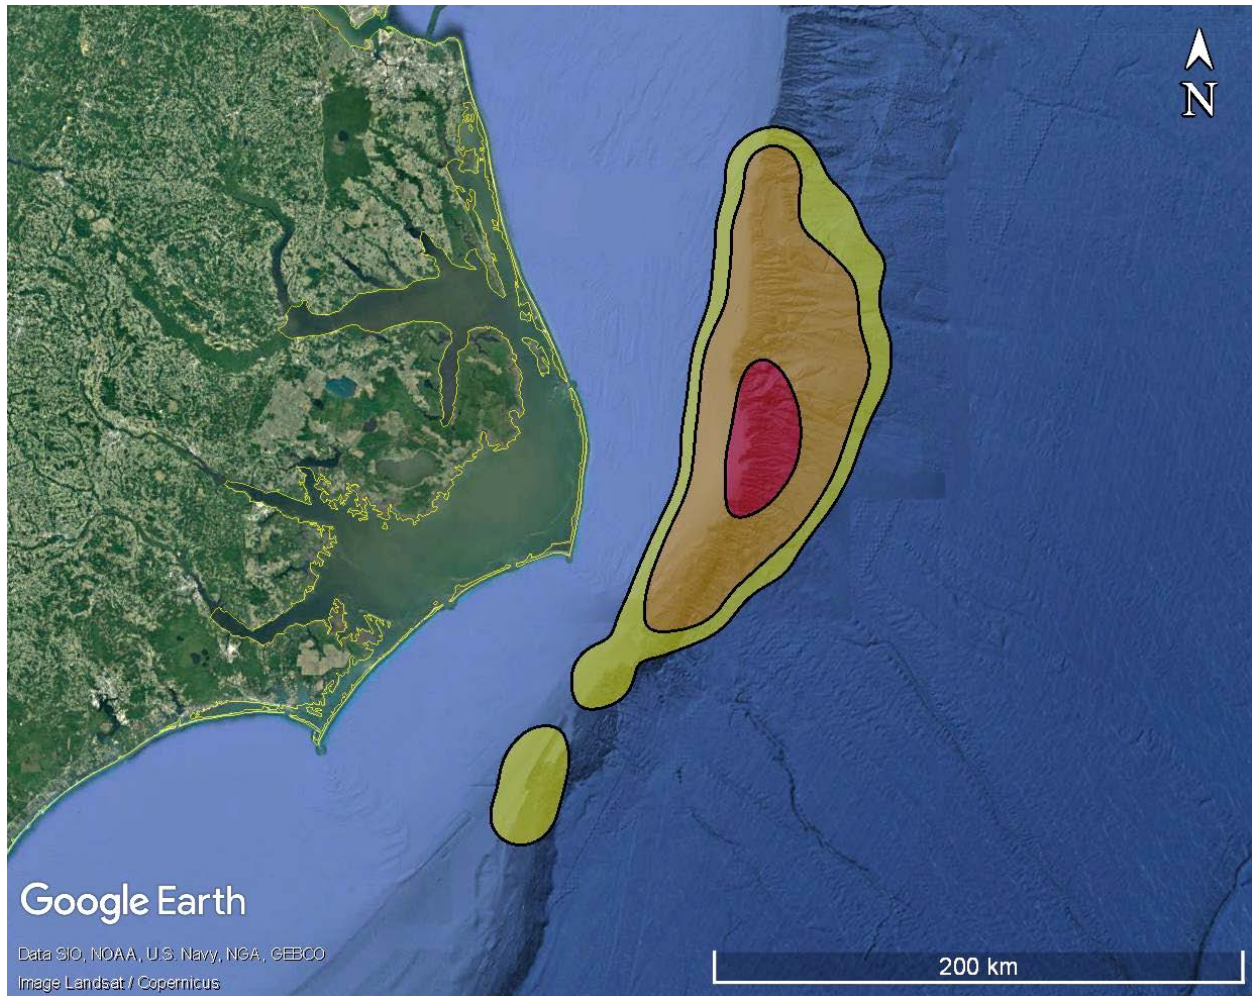 N
Google Earth
Data SIO, NOAA, U.S. Navy, NGA, GEBCO
Image Landsat / Copernicus
200 km